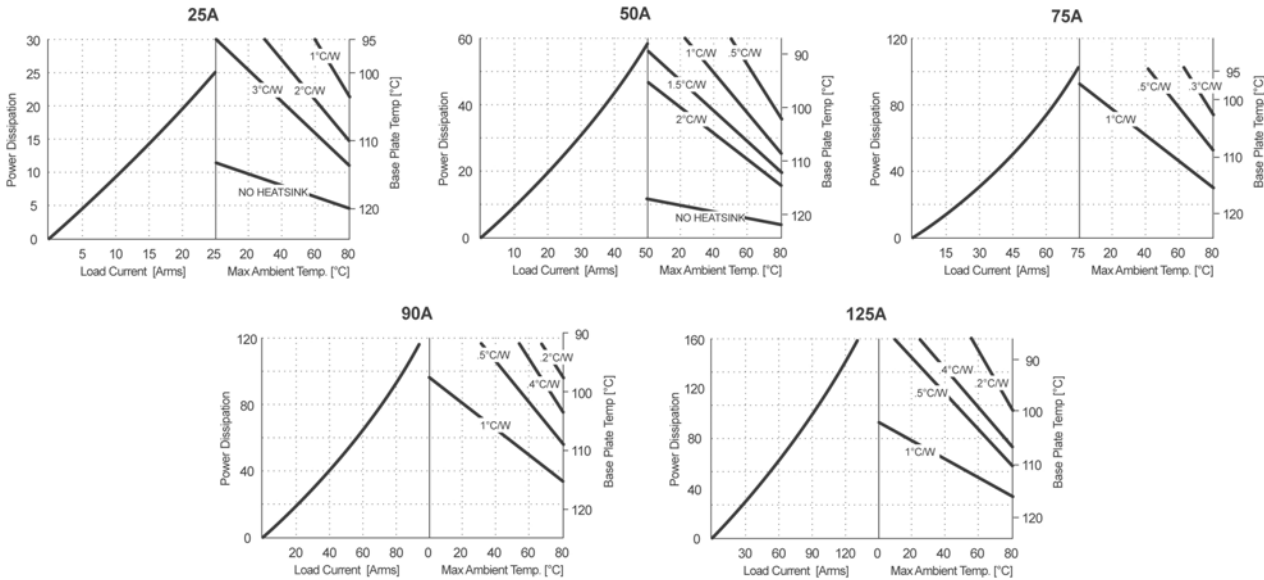 25A
30
25
20
15
10
5
0
Power Dissipation
5 10 15 20 25 20 40 60 80
Load Current [Arms] Max Ambient Temp. [°C]
1°C/W
2°C/W
3°C/W
NO HEATSINK
95
100
110
120
Base Plate Temp [°C]
50A
60
40
20
0
Power Dissipation
10 20 30 40 50 20 40 60 80
Load Current [Arms] Max Ambient Temp. [°C]
1°C/W .5°C/W
1.5°C/W
2°C/W
NO HEATSINK
90
100
110
120
Base Plate Temp [°C]
75A
120
80
40
0
Power Dissipation
15 30 45 60 75 20 40 60 80
Load Current [Arms] Max Ambient Temp. [°C]
.5°C/W .3°C/W
1°C/W
95
100
110
120
Base Plate Temp [°C]
90A
120
80
40
0
Power Dissipation
20 40 60 80 0 20 40 60 80
Load Current [Arms] Max Ambient Temp. [°C]
.5°C/W .2°C/W
.4°C/W
1°C/W
90
100
110
120
Base Plate Temp [°C]
125A
160
120
80
40
0
Power Dissipation
30 60 90 120 0 20 40 60 80
Load Current [Arms] Max Ambient Temp. [°C]
.4°C/W
.2°C/W
.5°C/W
1°C/W
90
100
110
120
Base Plate Temp [°C]